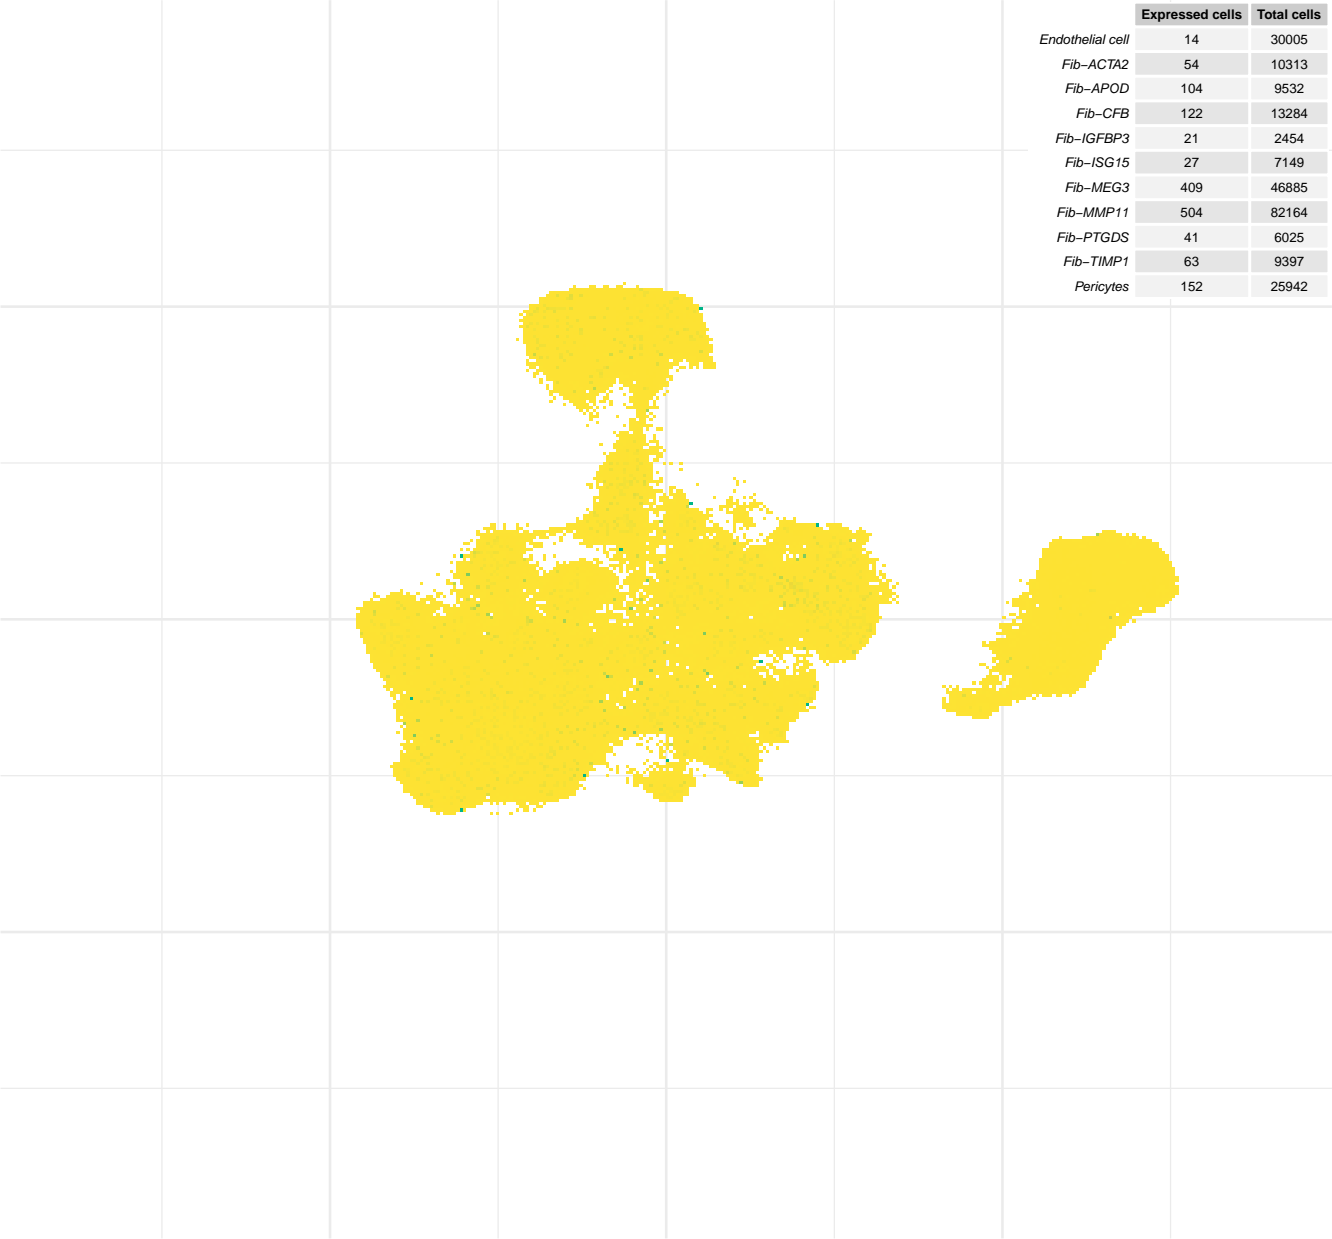 Expressed cells Total cells
Endothelial cell 14 30005
Fib−ACTA2 54 10313
Fib−APOD 104 9532
Fib−CFB 122 13284
Fib−IGFBP3 21 2454
Fib−ISG15 27 7149
Fib−MEG3 409 46885
Fib−MMP11 504 82164
Fib−PTGDS 41 6025
Fib−TIMP1 63 9397
Pericytes 152 25942